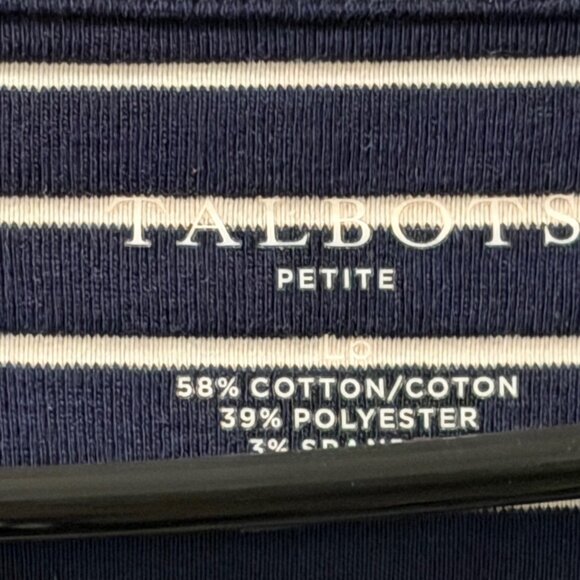 TALBOTS
PETITE
Lp
58% COTTON/COTON
39% POLYESTER
3%